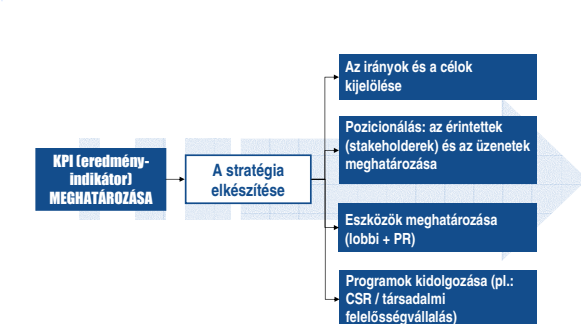 KPI (eredmény-
indikátor)
MEGHATÁROZÁSA
A stratégia
elkészítése
Az irányok és a célok
kijelölése
Pozicionálás: az érintettek
(stakeholderek) és az üzenetek
meghatározása
Eszközök meghatározása
(lobbi + PR)
Programok kidolgozása (pl.:
CSR / társadalmi
felelősségvállalás)